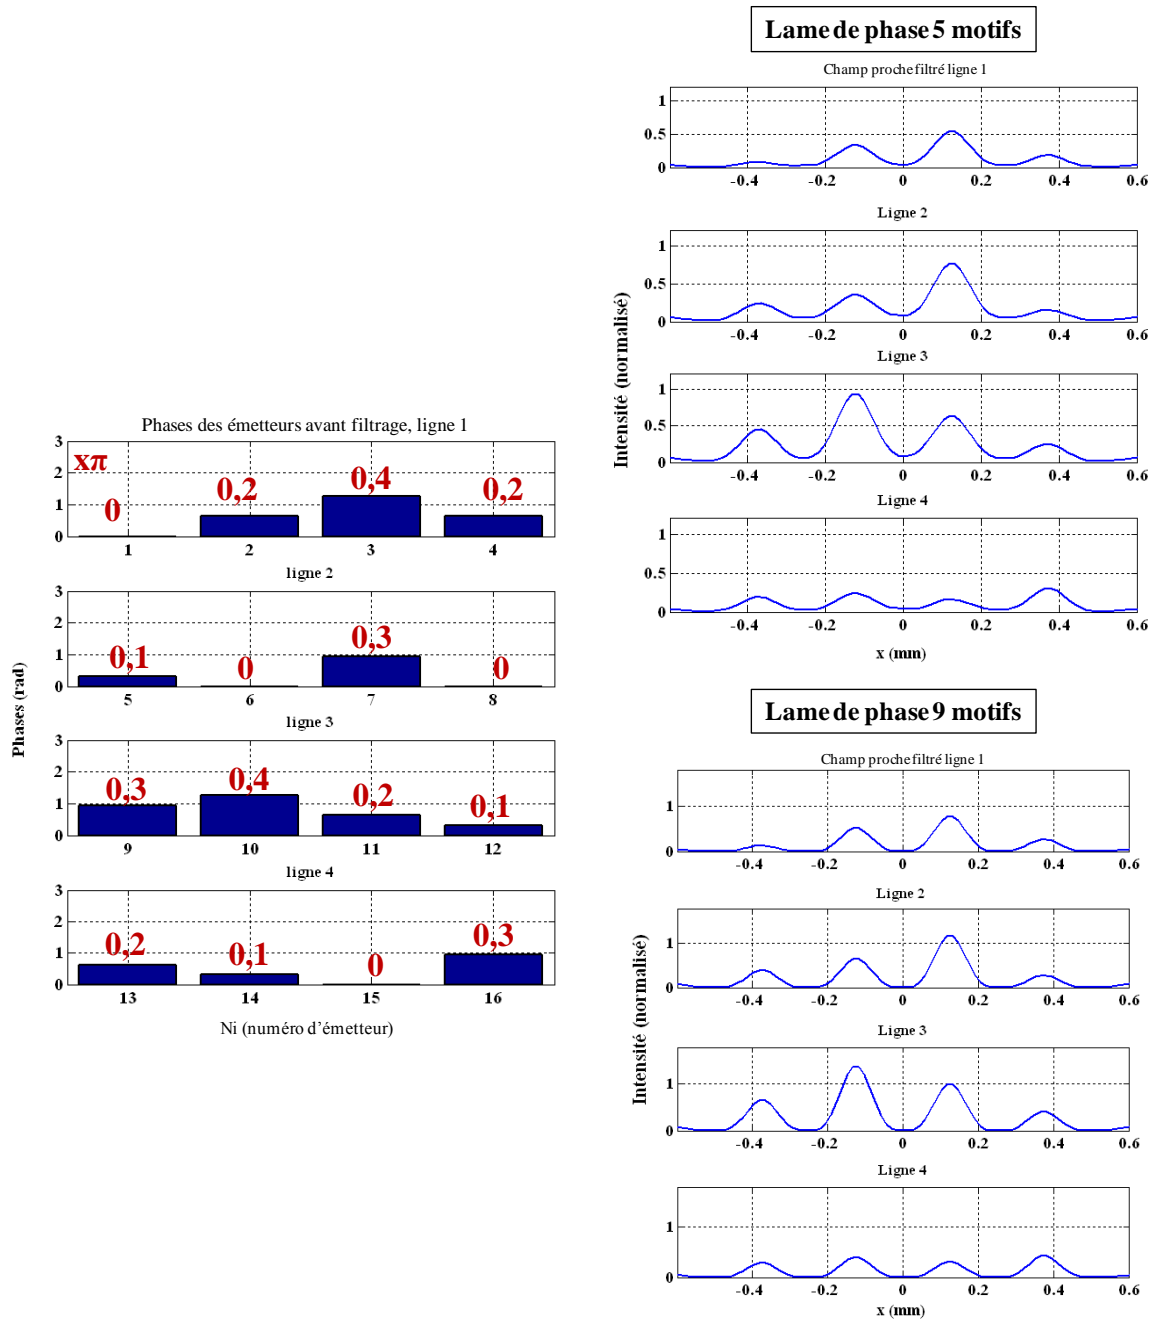 Lame de phase 5 motifs
Champ proche filtré ligne 1
1
0.5
0
-0.4 -0.2 0 0.2 0.4 0.6
Ligne 2
1
0.5
0
-0.4 -0.2 0 0.2 0.4 0.6
Ligne 3
1
0.5
0
-0.4 -0.2 0 0.2 0.4 0.6
Ligne 4
1
0.5
0
-0.4 -0.2 0 0.2 0.4 0.6
x (mm)
Intensité (normalisé)
Phases des émetteurs avant filtrage, ligne 1
3
2
1
0
xπ
0 0,2 0,4 0,2
1 2 3 4
ligne 2
3
2
1
0
0,1 0 0,3 0
5 6 7 8
ligne 3
3
2
1
0
0,3 0,4 0,2 0,1
9 10 11 12
ligne 4
3
2
1
0
0,2 0,1 0 0,3
13 14 15 16
Ni (numéro d'émetteur)
Phases (rad)
Lame de phase 9 motifs
Champ proche filtré ligne 1
1
0
-0.4 -0.2 0 0.2 0.4 0.6
Ligne 2
1
0
-0.4 -0.2 0 0.2 0.4 0.6
Ligne 3
1
0
-0.4 -0.2 0 0.2 0.4 0.6
Ligne 4
1
0
-0.4 -0.2 0 0.2 0.4 0.6
x (mm)
Intensité (normalisé)